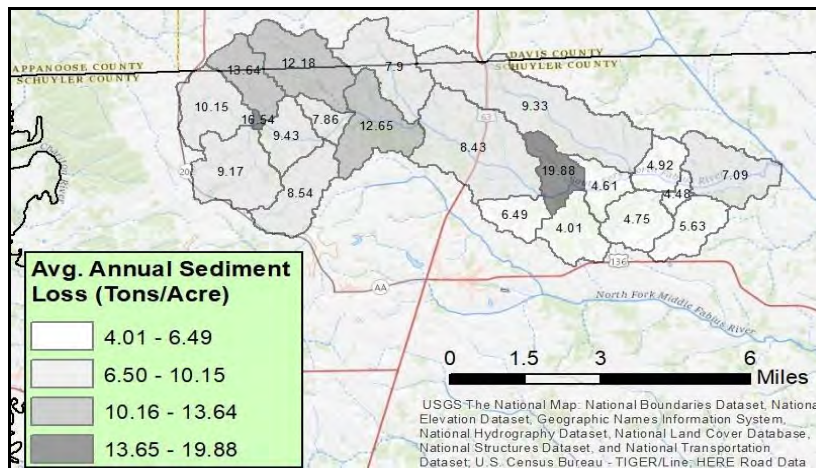 APPANOOSE COUNTY
SCHUYLER COUNTY
DAVIS COUNTY
SCHUYLER COUNTY
13.64
12.18
7.9
10.15
16.54
9.43
7.86
12.65
9.17
8.54
63
9.33
8.43
19.88
4.61
4.92
4.48
7.09
6.49
4.01
4.75
5.63
136
AA
North Fork Middle Fabius River
Avg. Annual Sediment
Loss (Tons/Acre)
4.01 - 6.49
6.50 - 10.15
10.16 - 13.64
13.65 - 19.88
0 1.5 3 6
Miles
USGS The National Map: National Boundaries Dataset, Nationa
Elevation Dataset, Geographic Names Information System,
National Hydrography Dataset, National Land Cover Database,
National Structures Dataset, and National Transportation
Dataset; U.S. Census Bureau - TIGER/Line; HERE Road Data